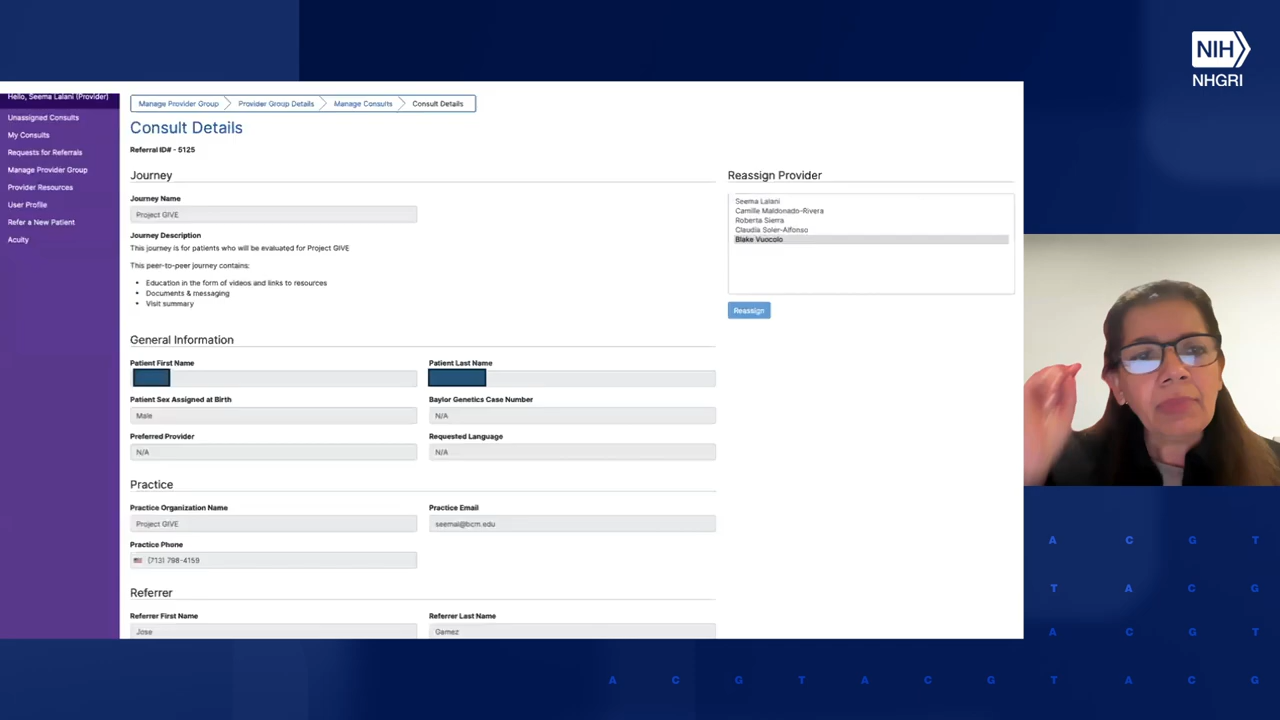 NIH
NHGRI
Hello, Seema Lalani (Provider)
Unassigned Consults
My Consults
Requests for Referrals
Manage Provider Group
Provider Resources
User Profile
Refer a New Patient
Acuity
Manage Provider Group
Provider Group Details
Manage Consults
Consult Details
Consult Details
Referral ID# - 5125
Journey
Journey Name
Project GIVE
Journey Description
This journey is for patients who will be evaluated for Project GIVE
This peer-to-peer journey contains:
• Education in the form of videos and links to resources
• Documents & messaging
• Visit summary
Reassign Provider
Seema Lalani
Camille Maldonado-Rivera
Roberta Sierra
Claudia Soler-Alfonso
Blake Vuocolo
Reassign
General Information
Patient First Name
Patient Last Name
Patient Sex Assigned at Birth
Male
Baylor Genetics Case Number
N/A
Preferred Provider
N/A
Requested Language
N/A
Practice
Practice Organization Name
Project GIVE
Practice Email
seemal@bcm.edu
Practice Phone
(713) 798-4159
Referrer
Referrer First Name
Jose
Referrer Last Name
Gamez
A C G T
T A C G
A C G T
A C G T A C G T A C G